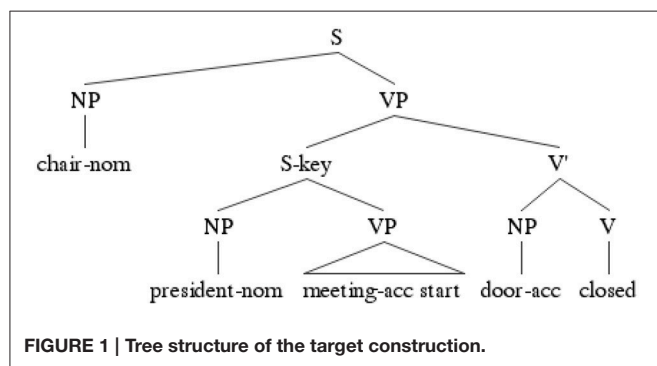 S
NP VP
chair-nom
S-key V'
NP VP NP V
president-nom meeting-acc start door-acc closed
FIGURE 1 | Tree structure of the target construction.